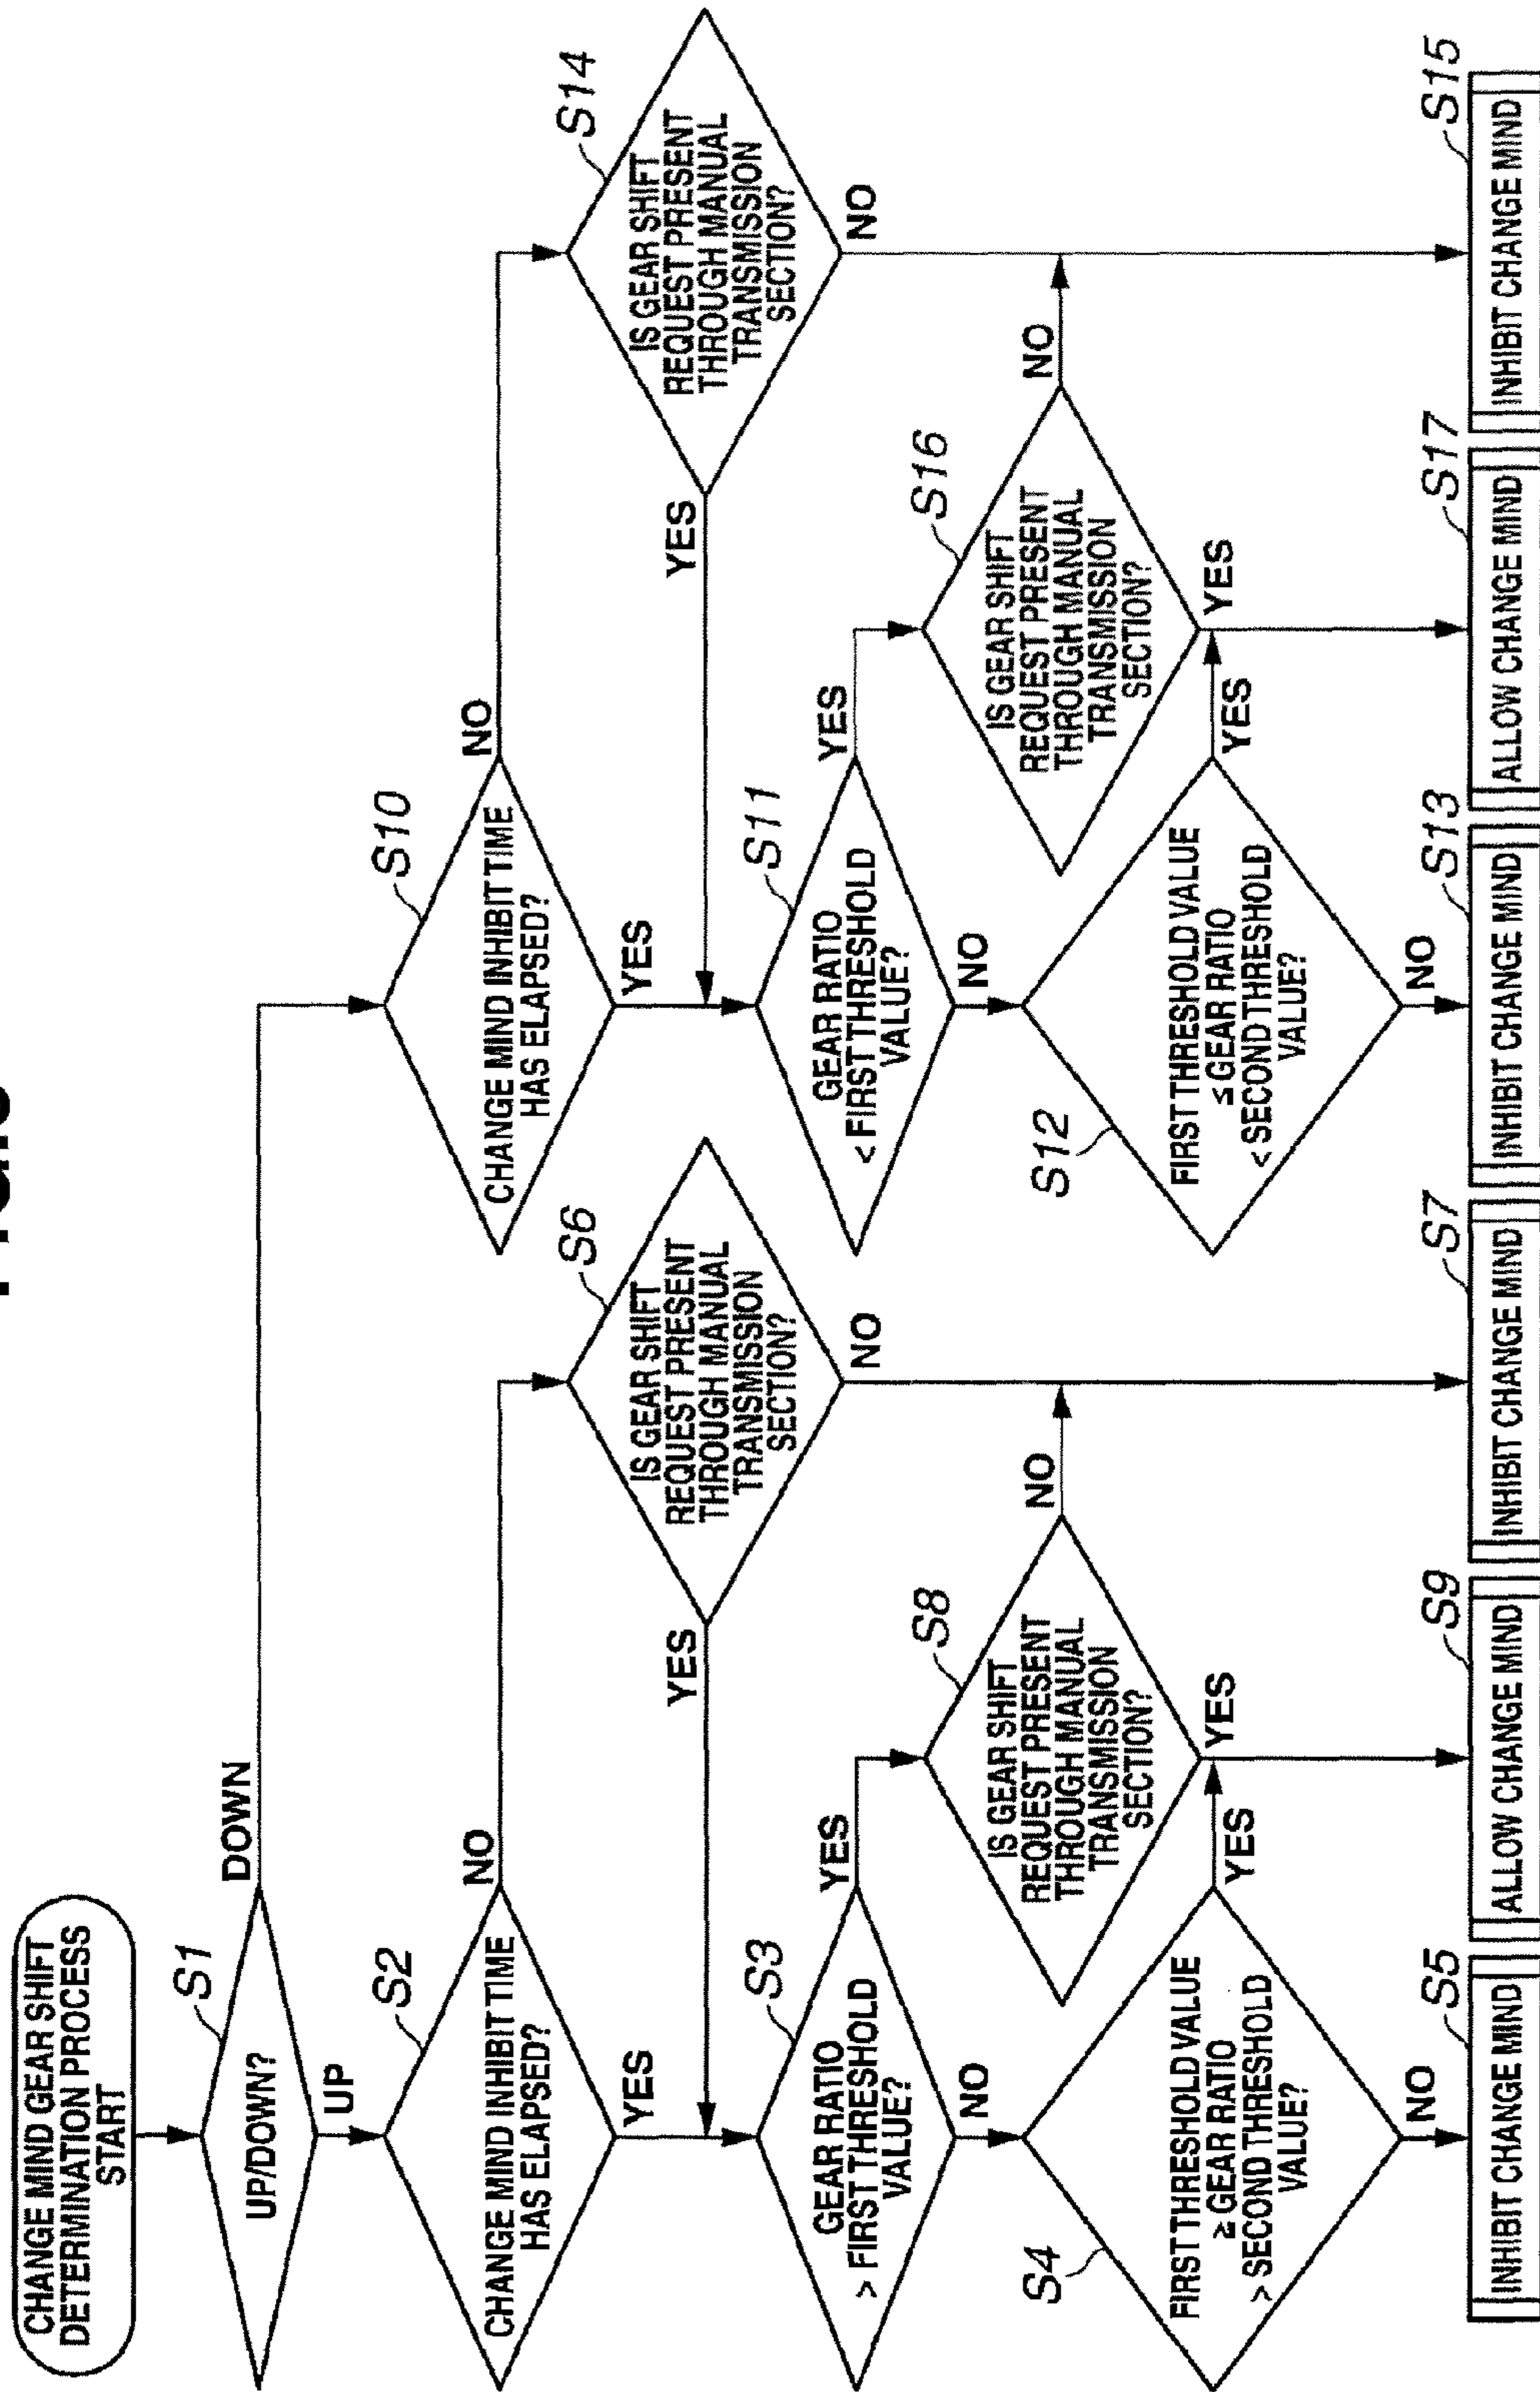 CHANGE MIND GEAR SHIFT
DETERMINATION PROCESS
START
S1
UP/DOWN?
DOWN
UP
S2
CHANGE MIND INHIBIT TIME
HAS ELAPSED?
NO
YES
S6
IS GEAR SHIFT
REQUEST PRESENT
THROUGH MANUAL
TRANSMISSION
SECTION?
YES
NO
S3
GEAR RATIO
> FIRST THRESHOLD
VALUE?
YES
NO
S8
IS GEAR SHIFT
REQUEST PRESENT
THROUGH MANUAL
TRANSMISSION
SECTION?
NO
YES
S4
FIRST THRESHOLD VALUE
≥ GEAR RATIO
> SECOND THRESHOLD
VALUE?
YES
NO
S5
INHIBIT CHANGE MIND
S9
ALLOW CHANGE MIND
S7
INHIBIT CHANGE MIND
S10
CHANGE MIND INHIBIT TIME
HAS ELAPSED?
NO
YES
S14
IS GEAR SHIFT
REQUEST PRESENT
THROUGH MANUAL
TRANSMISSION
SECTION?
YES
NO
S11
GEAR RATIO
< FIRST THRESHOLD
VALUE?
YES
NO
S16
IS GEAR SHIFT
REQUEST PRESENT
THROUGH MANUAL
TRANSMISSION
SECTION?
NO
YES
S12
FIRST THRESHOLD VALUE
≤ GEAR RATIO
< SECOND THRESHOLD
VALUE?
YES
NO
S13
INHIBIT CHANGE MIND
S17
ALLOW CHANGE MIND
S15
INHIBIT CHANGE MIND